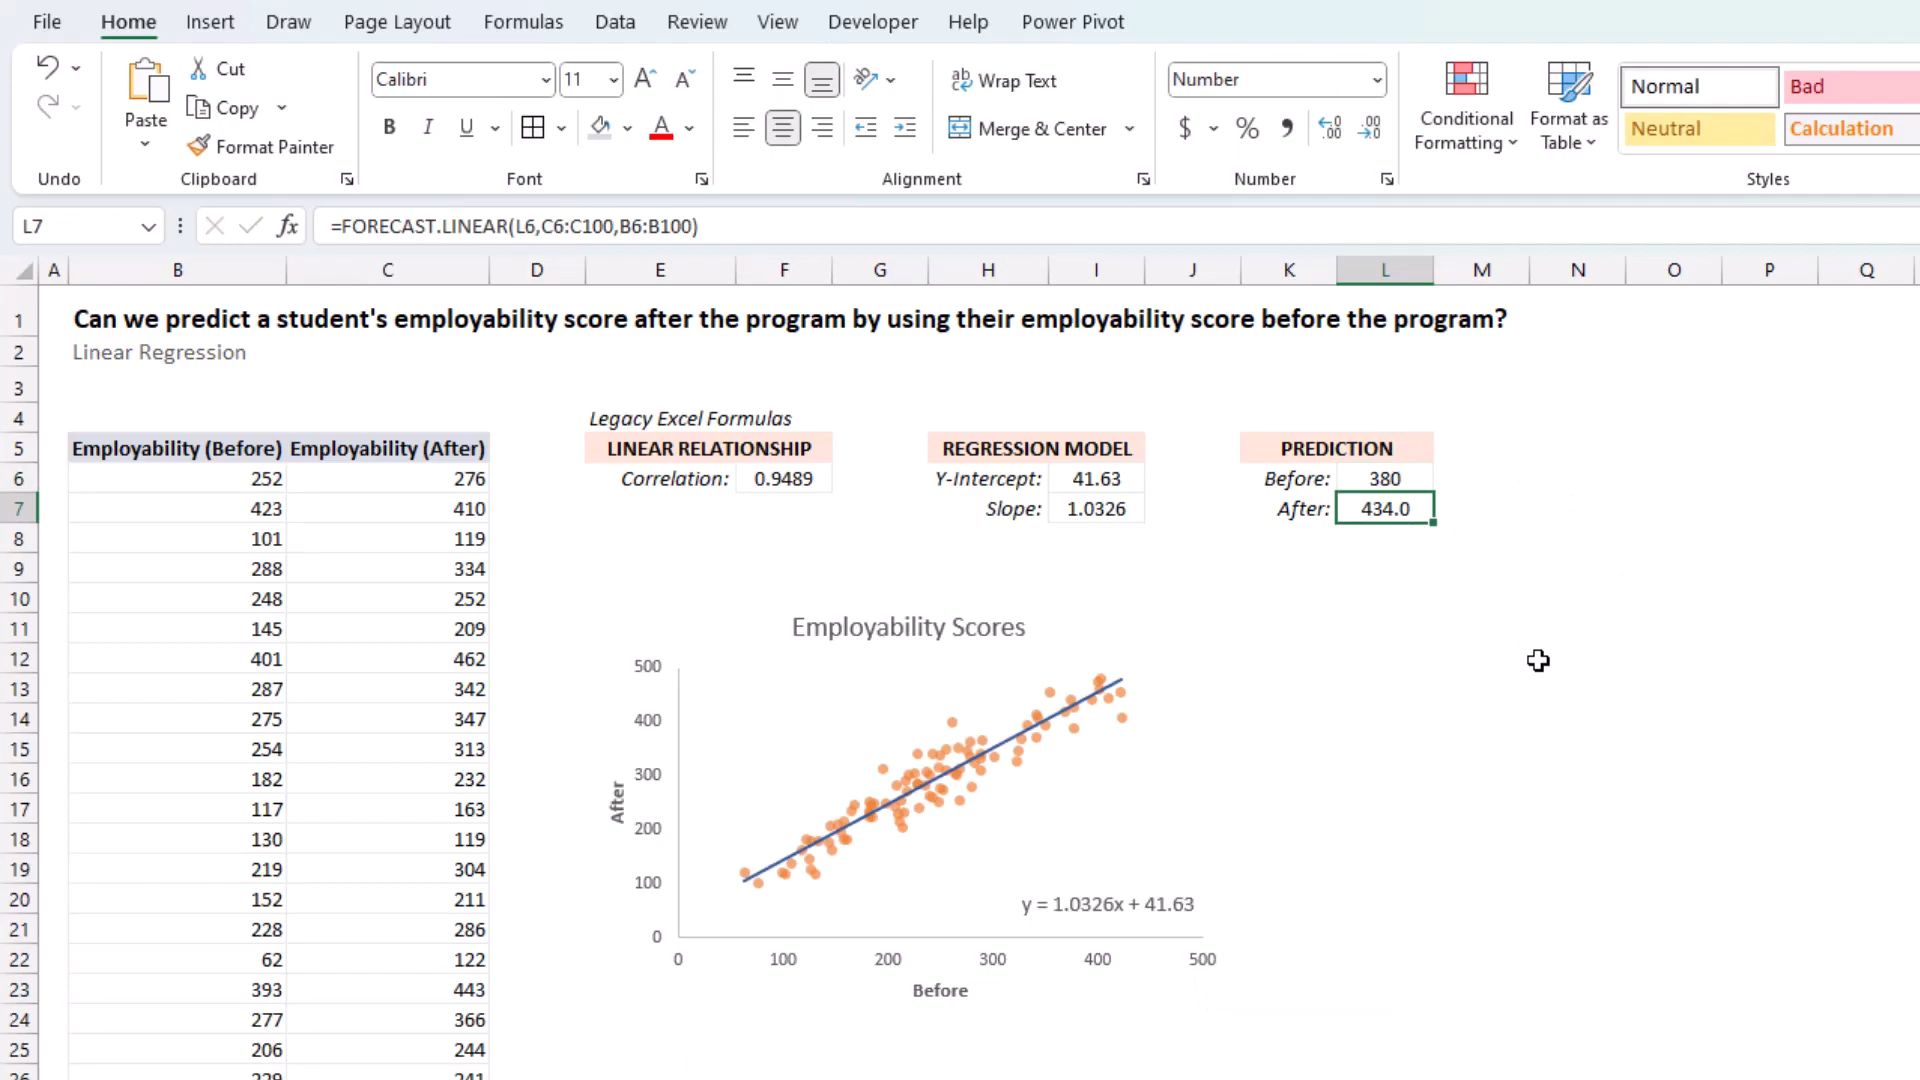 File Home Insert Draw Page Layout Formulas Data Review View Developer Help Power Pivot
Undo
Paste
Cut
Copy
Format Painter
Clipboard
Calibri 11
B I U A
Font
Wrap Text
Merge & Center
Alignment
Number
$ %
Number
Conditional Formatting
Format as Table
Normal Bad
Neutral Calculation
Styles
L7 fx =FORECAST.LINEAR(L6,C6:C100,B6:B100)
A B C D E F G H I J K L M N O P Q
1 Can we predict a student's employability score after the program by using their employability score before the program?
2 Linear Regression
3
4 Legacy Excel Formulas
5 Employability (Before) Employability (After) LINEAR RELATIONSHIP REGRESSION MODEL PREDICTION
6 252 276 Correlation: 0.9489 Y-Intercept: 41.63 Before: 380
7 423 410 Slope: 1.0326 After: 434.0
8 101 119
9 288 334
10 248 252
11 145 209
12 401 462
13 287 342
14 275 347
15 254 313
16 182 232
17 117 163
18 130 119
19 219 304
20 152 211
21 228 286
22 62 122
23 393 443
24 277 366
25 206 244
26 229 241
Employability Scores
500
400
300
200
100
0
After
y = 1.0326x + 41.63
0 100 200 300 400 500
Before